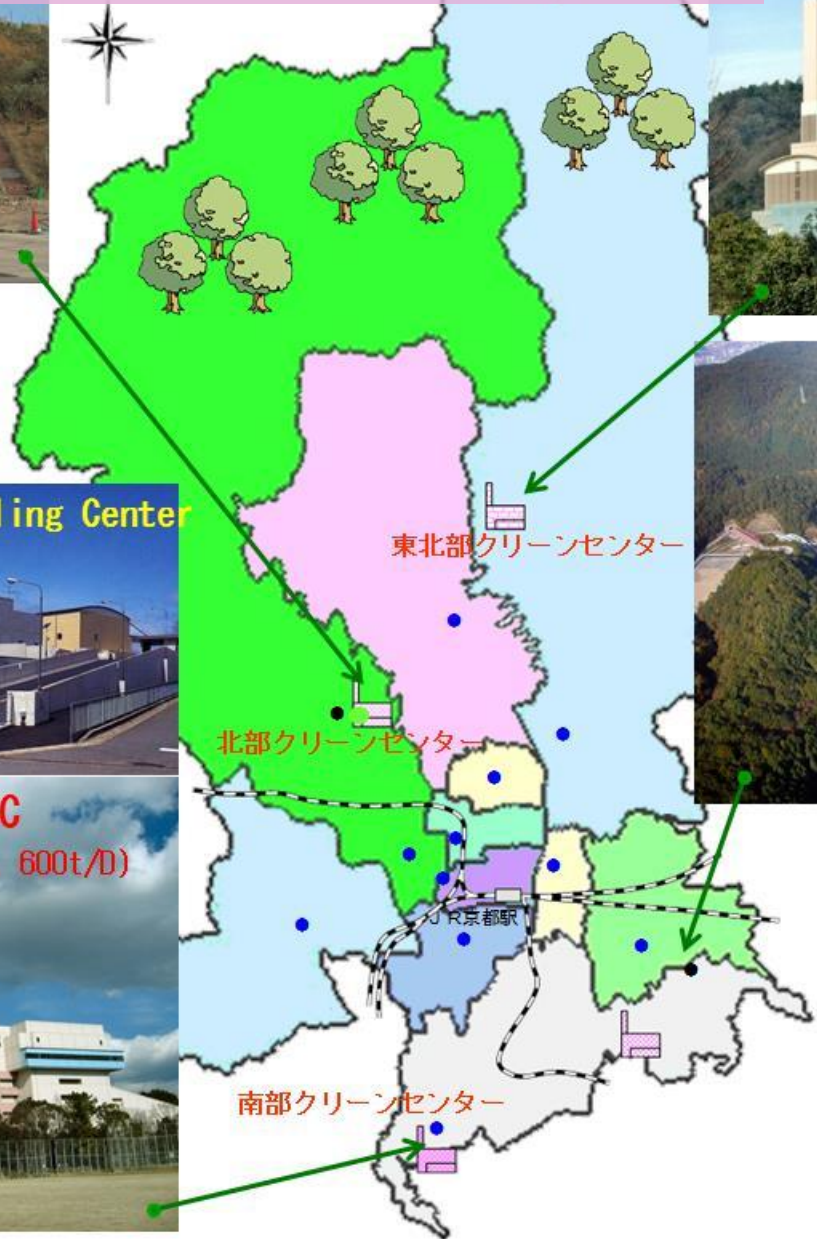 ling Center
東北部クリーンセンター
北部クリーンセンター
C
600t/D)
JR京都駅
南部クリーンセンター